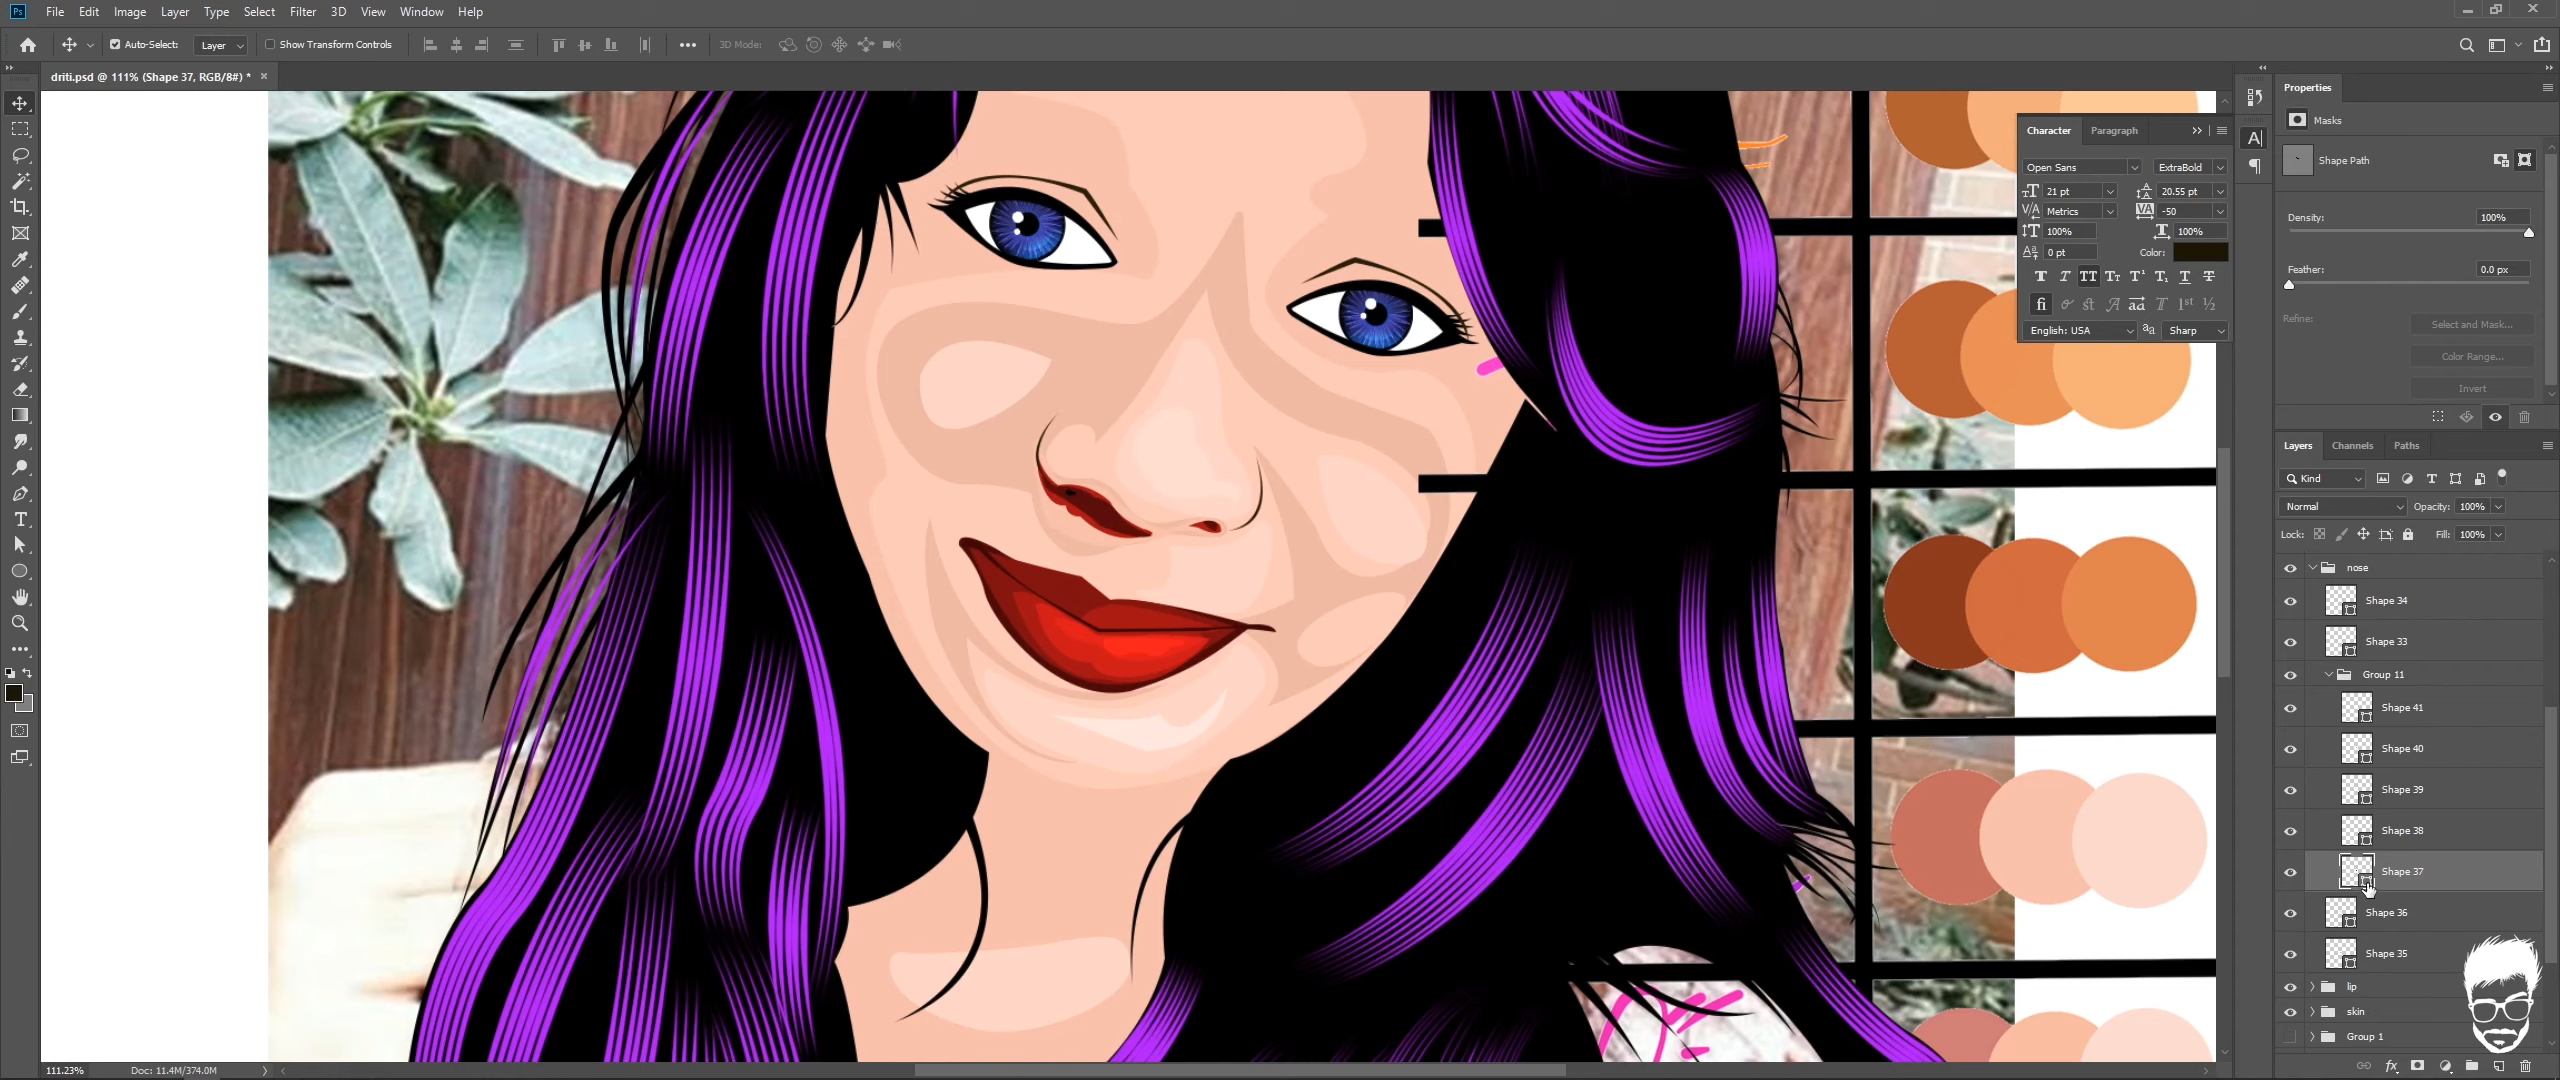 Ps File Edit Image Layer Type Select Filter 3D View Window Help
Auto-Select: Layer Show Transform Controls 3D Mode:
driti.psd @ 111% (Shape 37, RGB/8#) *
Properties
Masks
Shape Path
Density: 100%
Feather: 0.0 px
Refine: Select and Mask...
Color Range...
Invert
Character Paragraph
Open Sans ExtraBold
21 pt 20.55 pt
Metrics -50
100% 100%
0 pt Color:
English: USA Sharp
Layers Channels Paths
Kind
Normal Opacity: 100%
Lock: Fill: 100%
nose
Shape 34
Shape 33
Group 11
Shape 41
Shape 40
Shape 39
Shape 38
Shape 37
Shape 36
Shape 35
lip
skin
Group 1
111.23% Doc: 11.4M/374.0M